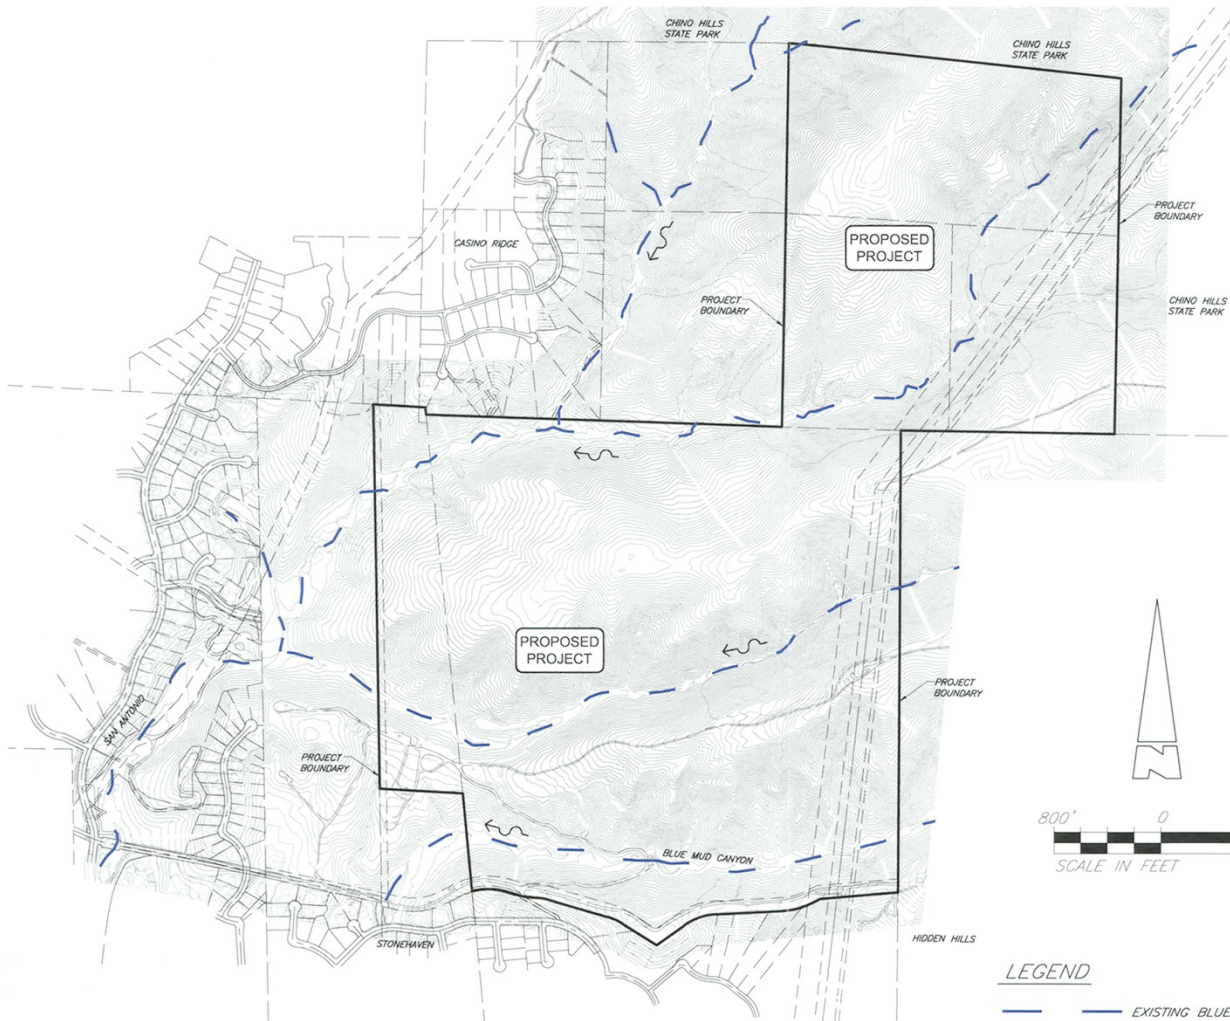 CHINO HILLS
STATE PARK
CHINO HILLS
STATE PARK
PROJECT
BOUNDARY
CASINO RIDGE
PROPOSED
PROJECT
PROJECT
BOUNDARY
CHINO HILLS
STATE PARK
PROPOSED
PROJECT
PROJECT
BOUNDARY
SAN ANTONIO
PROJECT
BOUNDARY
N
800' 0
SCALE IN FEET
BLUE MUD CANYON
STONEHAVEN
HIDDEN HILLS
LEGEND
EXISTING BLUE